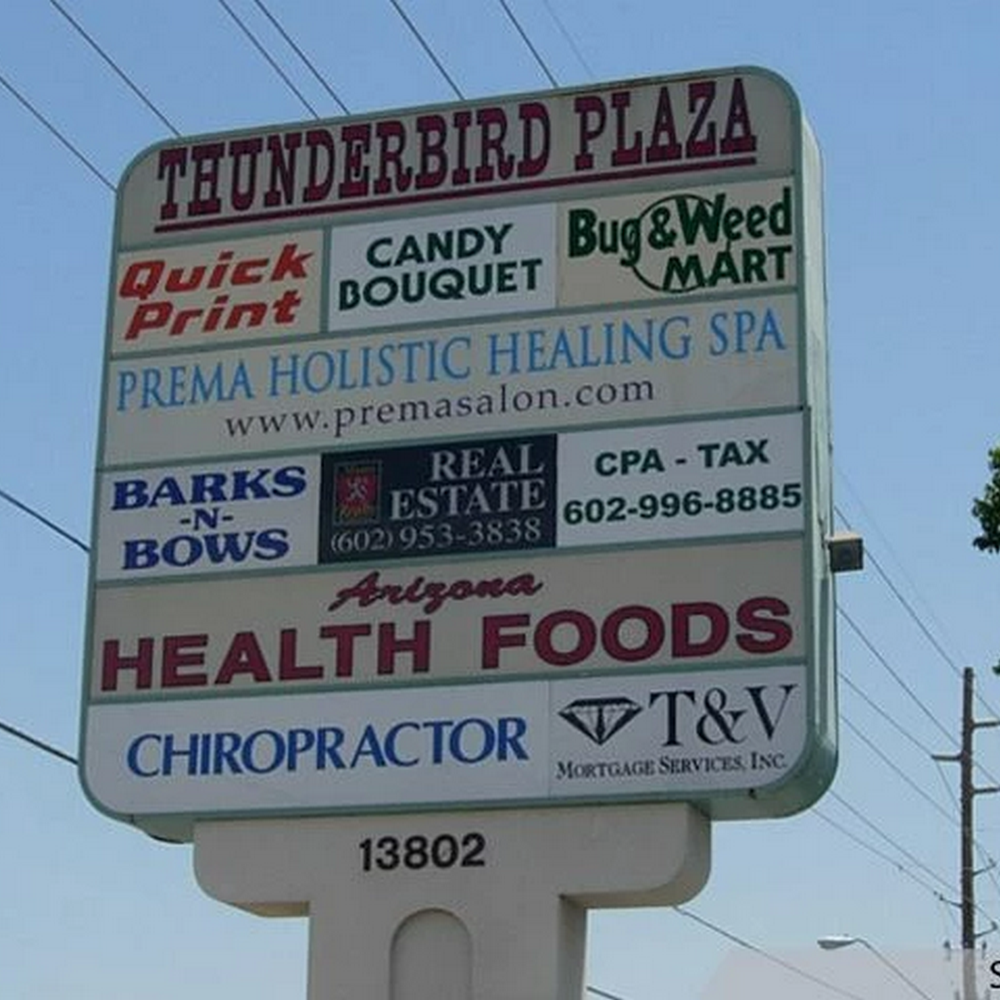 THUNDERBIRD PLAZA
Quick
Print
CANDY
BOUQUET
Bug & Weed
MART
PREMA HOLISTIC HEALING SPA
www.premasalon.com
BARKS
-N-
BOWS
REAL
ESTATE
(602) 953-3838
CPA - TAX
602-996-8885
Arizona
HEALTH FOODS
CHIROPRACTOR
T&V
MORTGAGE SERVICES, INC.
13802